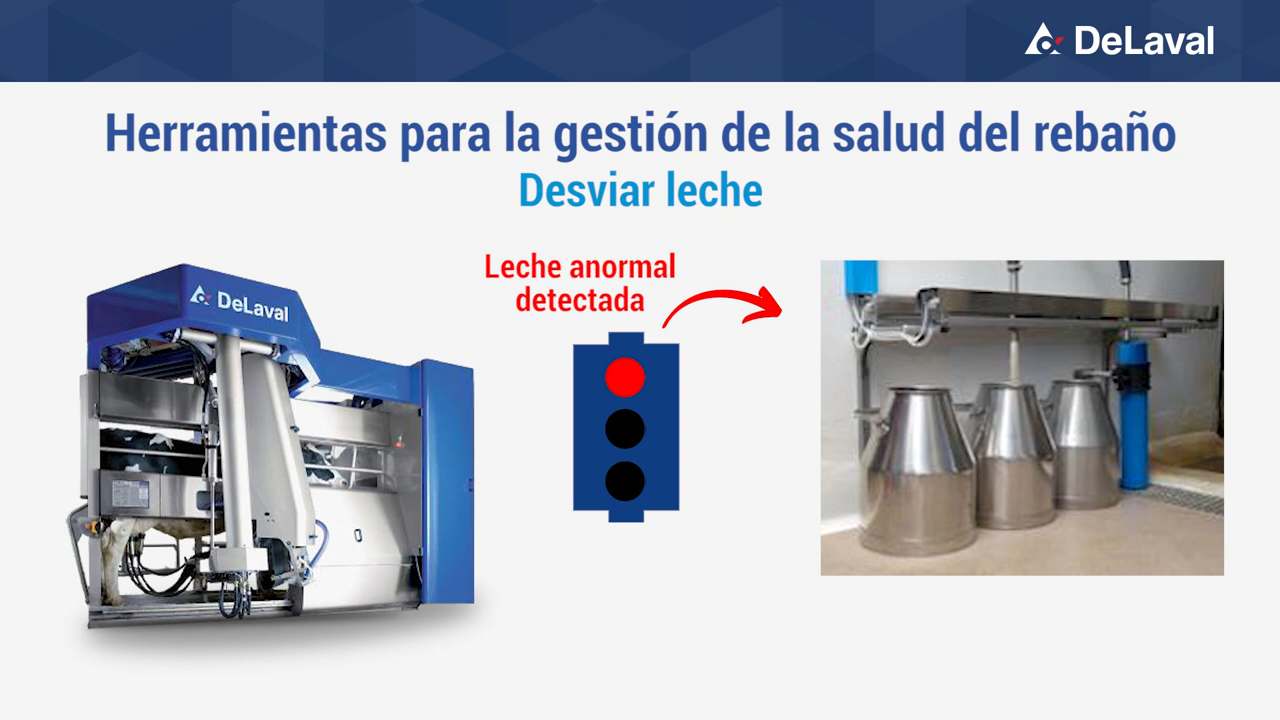 DeLaval
Herramientas para la gestión de la salud del rebaño
Desviar leche
Leche anormal
detectada
DeLaval